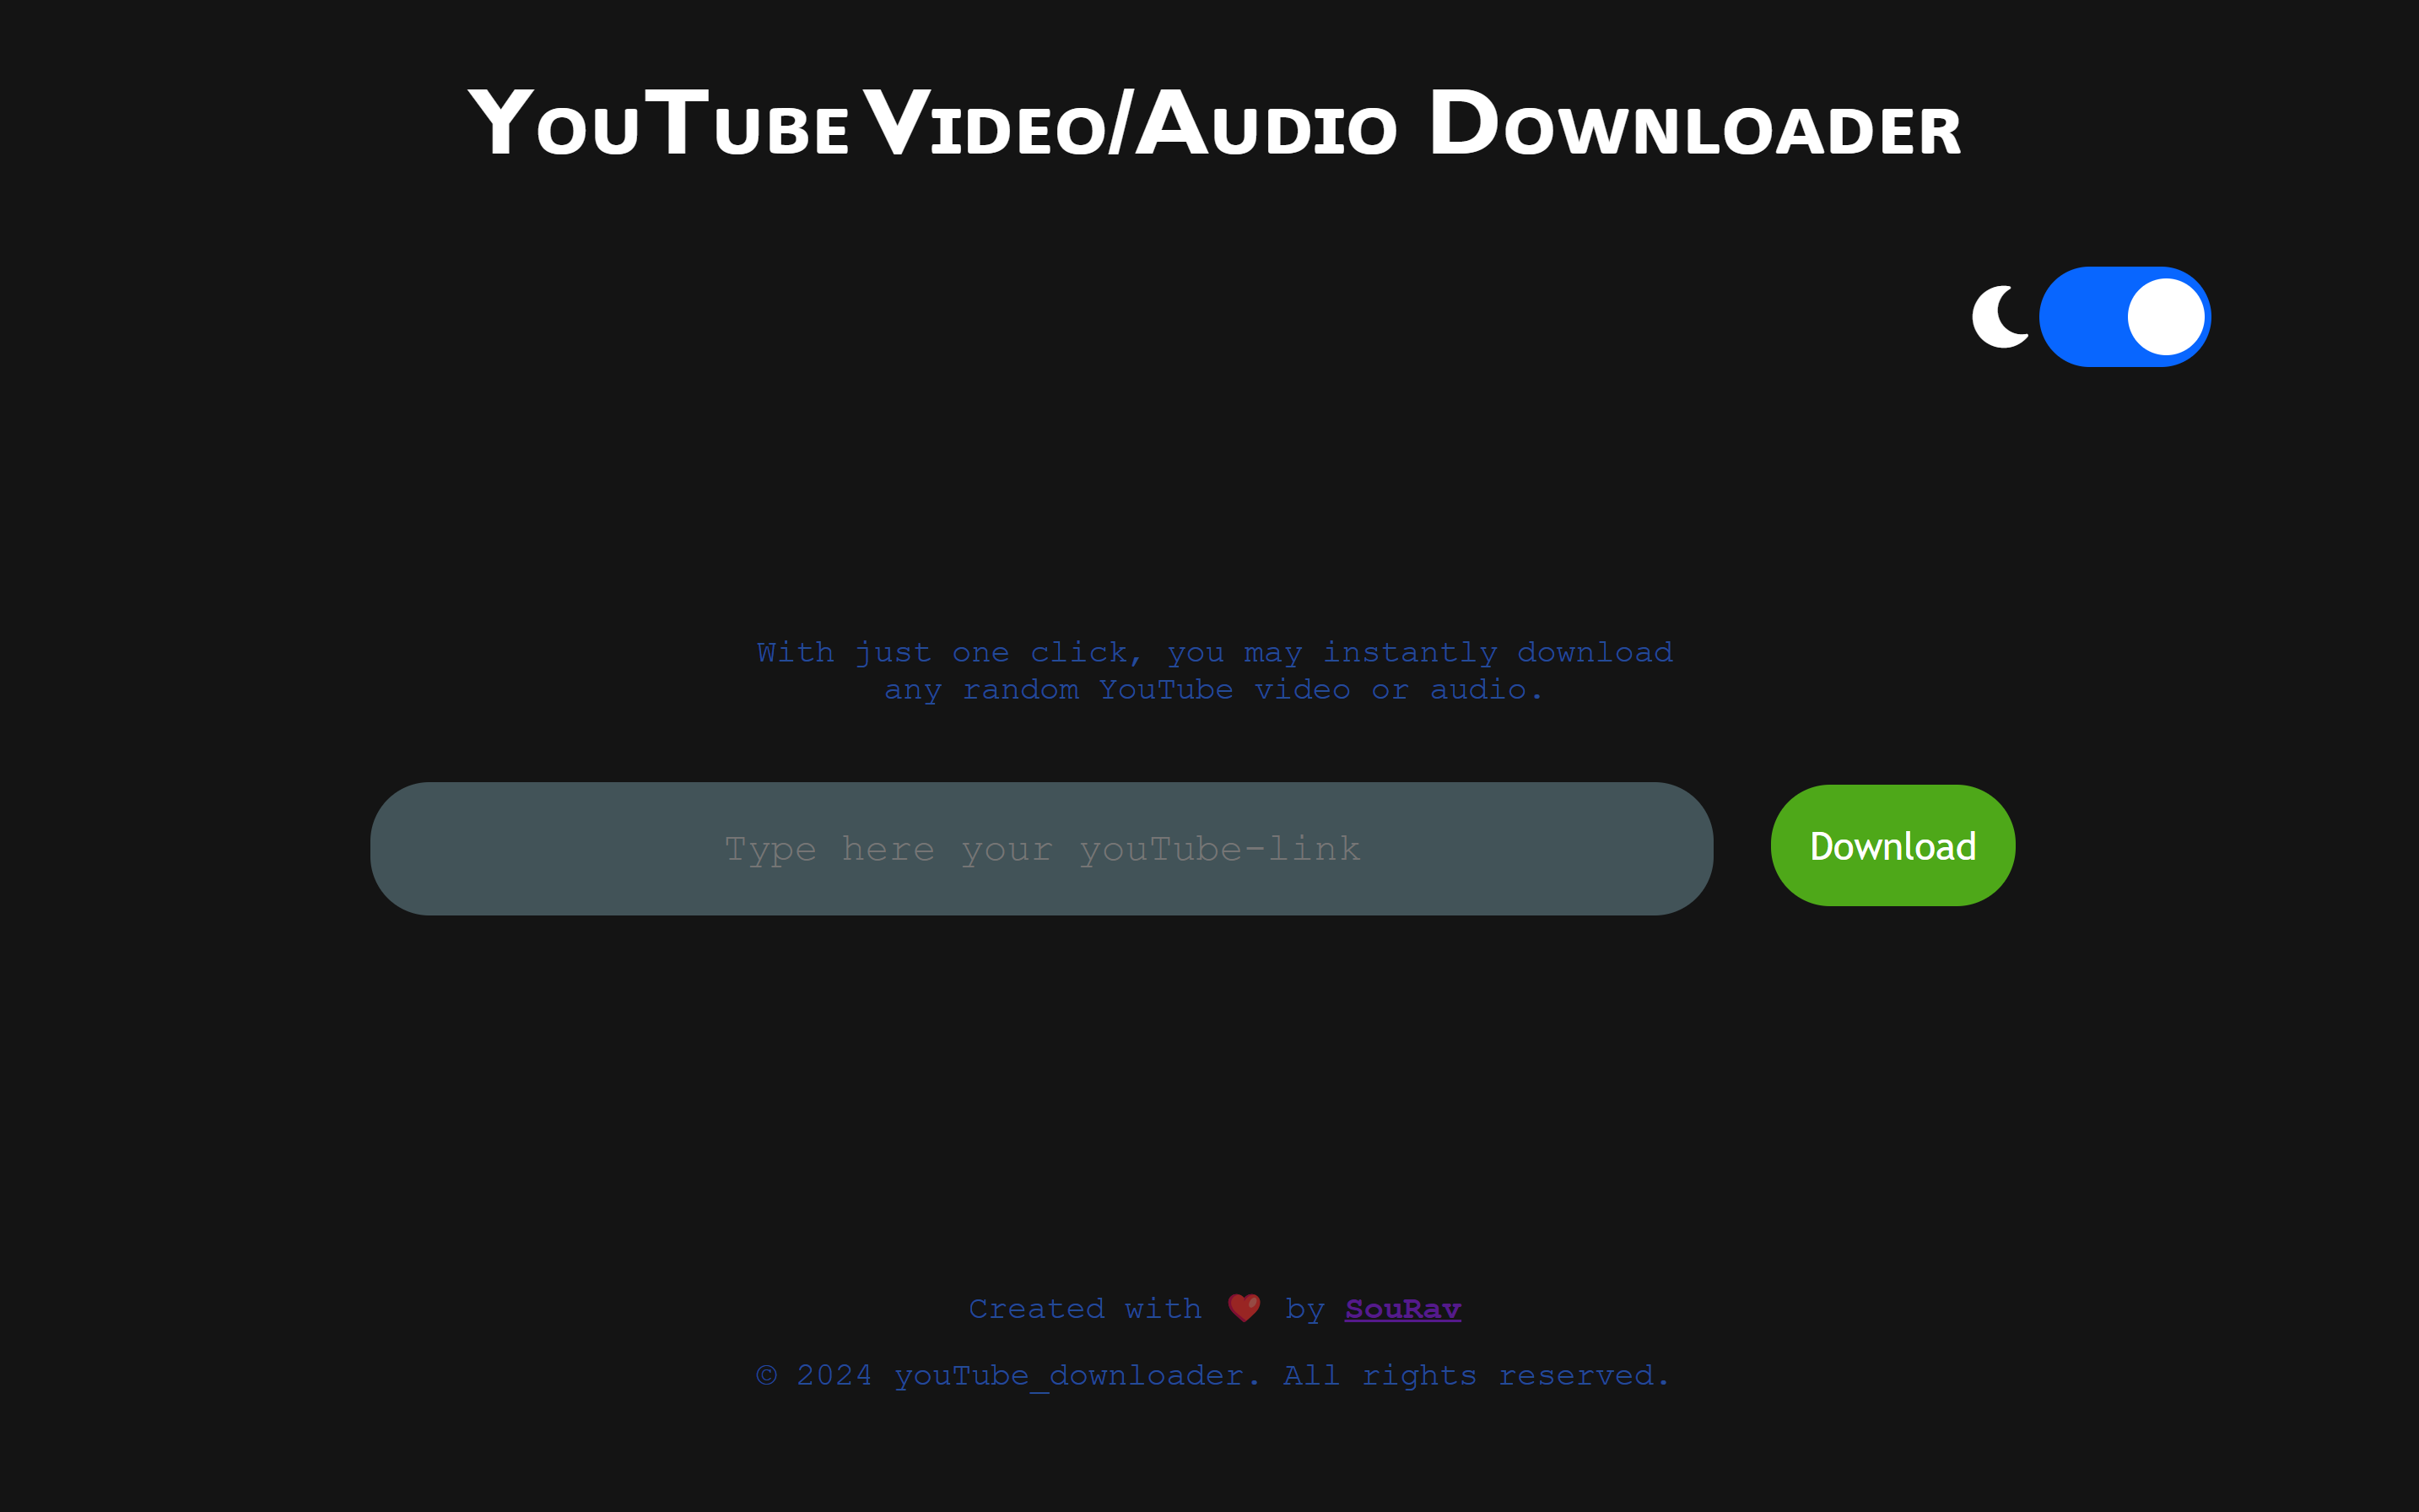 YouTube Video/Audio Downloader
With just one click, you may instantly download
any random YouTube video or audio.
Type here your youTube-link
Download
Created with ❤️ by SouRav
© 2024 youTube_downloader. All rights reserved.